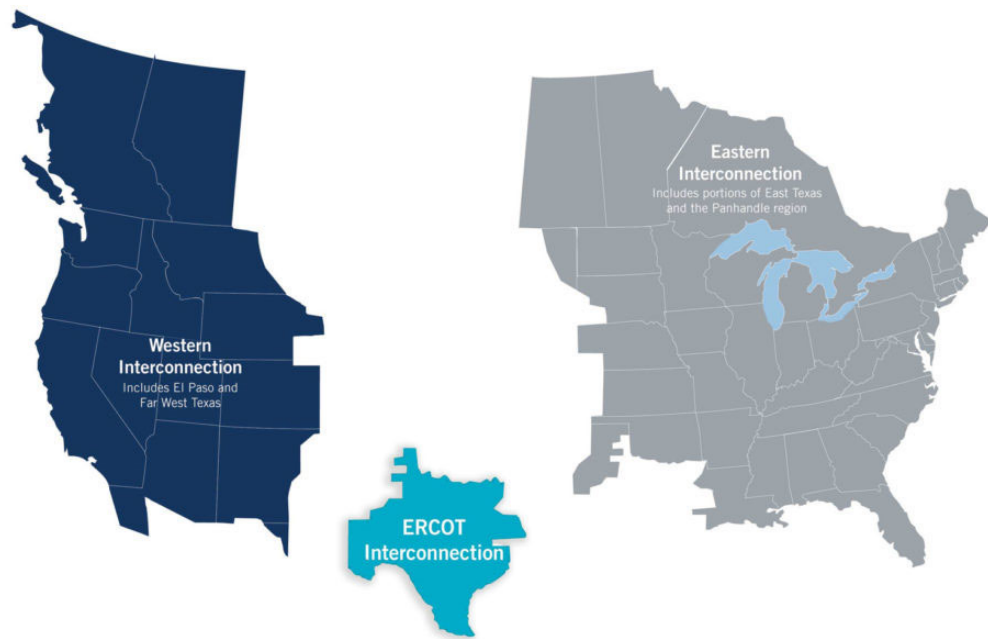 Eastern
Interconnection
Includes portions of East Texas
and the Panhandle region
Western
Interconnection
Includes El Paso and
Far West Texas
ERCOT
Interconnection